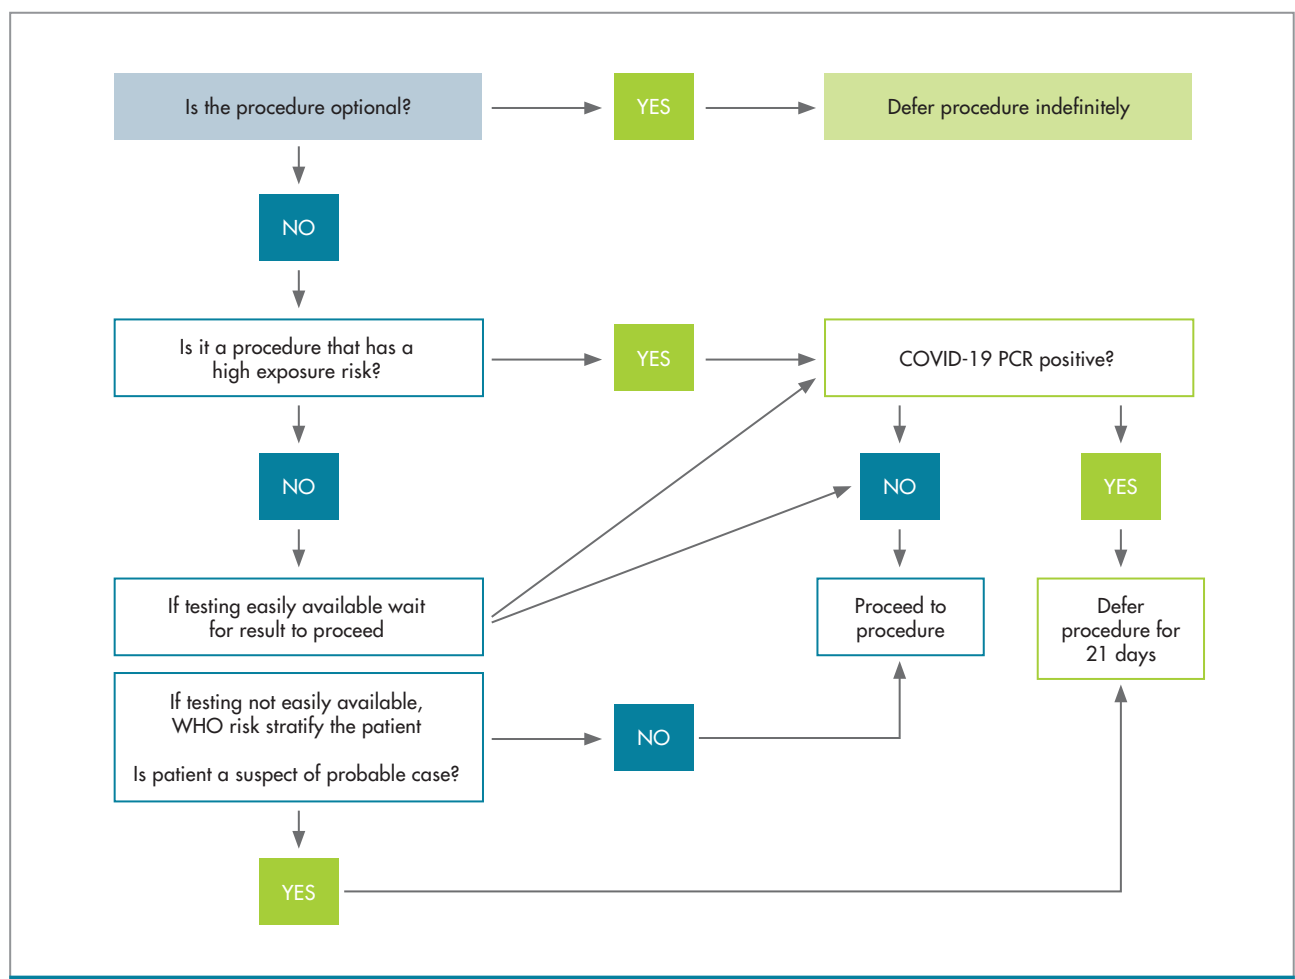 Is the procedure optional?
YES
Defer procedure indefinitely
NO
Is it a procedure that has a
high exposure risk?
YES
COVID-19 PCR positive?
NO
NO
YES
If testing easily available wait
for result to proceed
Proceed to
procedure
Defer
procedure for
21 days
If testing not easily available,
WHO risk stratify the patient
Is patient a suspect of probable case?
NO
YES